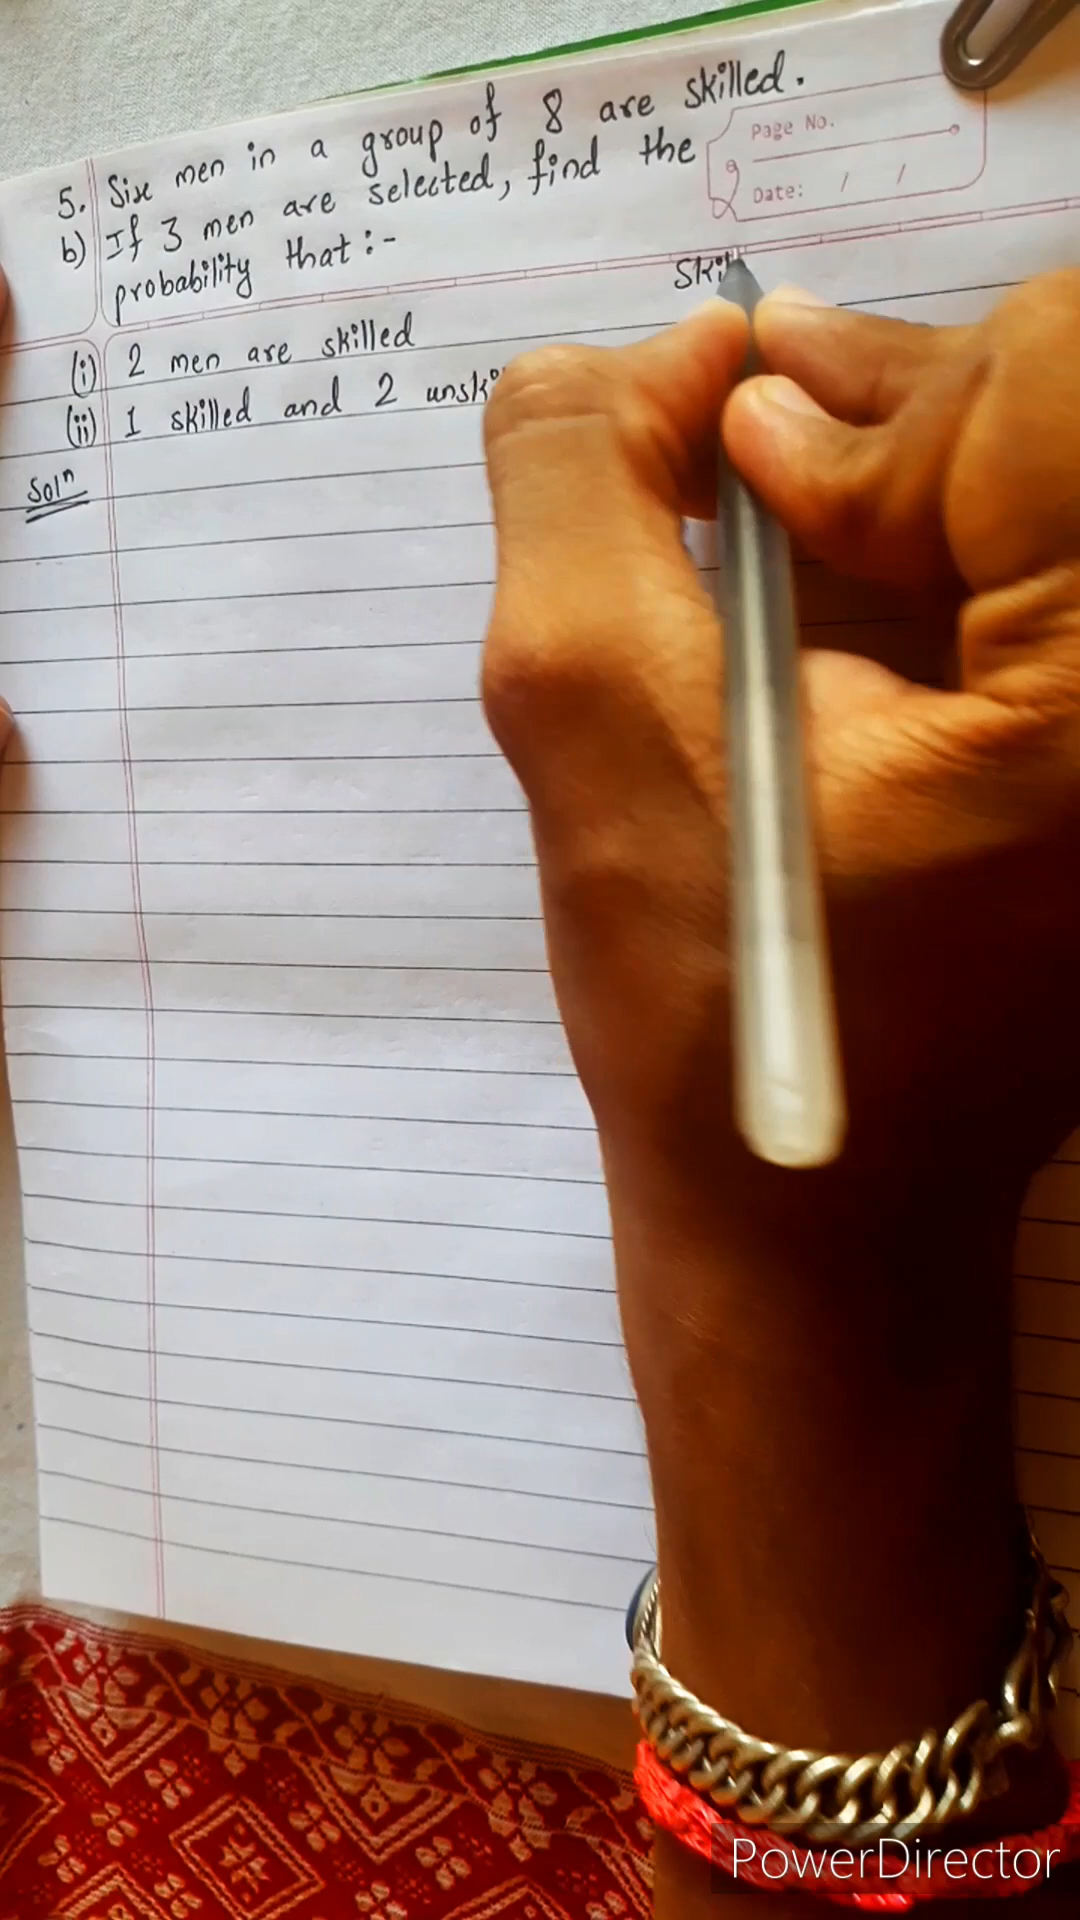 5. Six men in a group of 8 are skilled.
b) If 3 men are selected, find the
probability that :-
Page No.
Date: / /
(i) 2 men are skilled
(ii) 1 skilled and 2
Solⁿ
PowerDirector